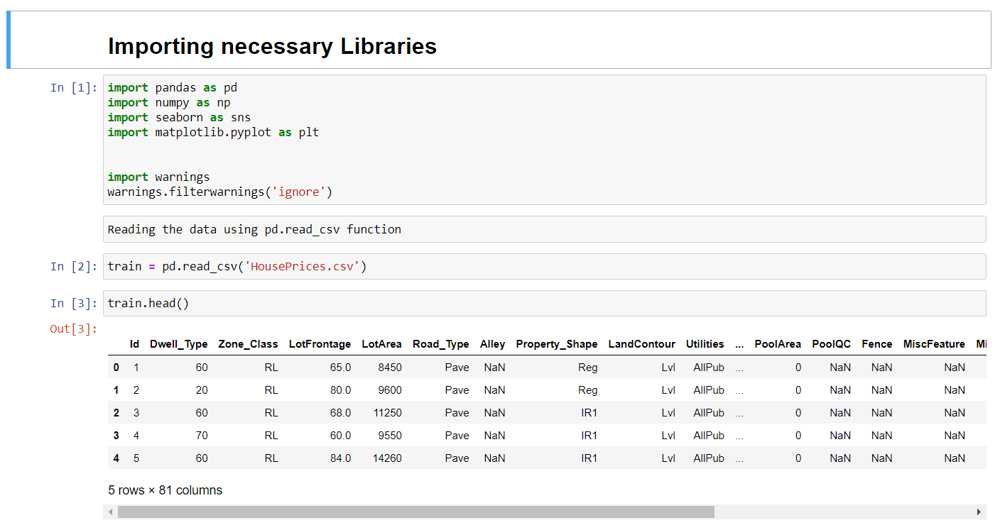 Importing necessary Libraries
In [1]: import pandas as pd
import numpy as np
import seaborn as sns
import matplotlib.pyplot as plt
import warnings
warnings.filterwarnings('ignore')
Reading the data using pd.read_csv function
In [2]: train = pd.read_csv('HousePrices.csv')
In [3]: train.head()
Out[3]:
Id Dwell_Type Zone_Class LotFrontage LotArea Road_Type Alley Property_Shape LandContour Utilities ... PoolArea PoolQC Fence MiscFeature Mi
0 1 60 RL 65.0 8450 Pave NaN Reg Lvl AllPub ... 0 NaN NaN NaN
1 2 20 RL 80.0 9600 Pave NaN Reg Lvl AllPub ... 0 NaN NaN NaN
2 3 60 RL 68.0 11250 Pave NaN IR1 Lvl AllPub ... 0 NaN NaN NaN
3 4 70 RL 60.0 9550 Pave NaN IR1 Lvl AllPub ... 0 NaN NaN NaN
4 5 60 RL 84.0 14260 Pave NaN IR1 Lvl AllPub ... 0 NaN NaN NaN
5 rows × 81 columns